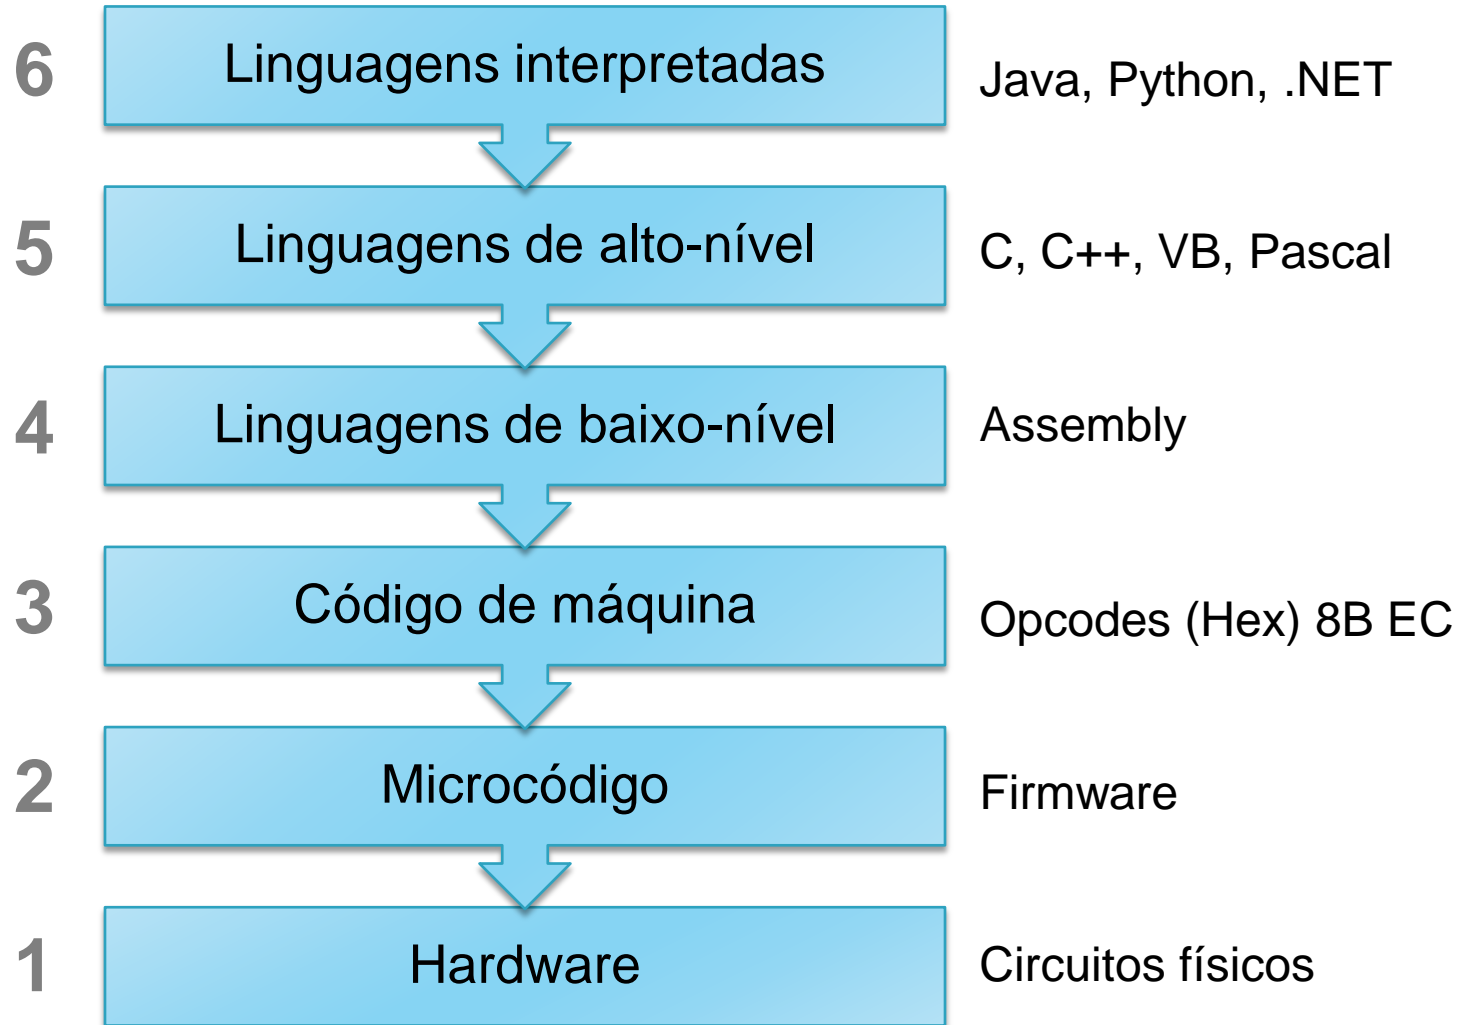 6
Linguagens interpretadas
Java, Python, .NET
5
Linguagens de alto-nível
C, C++, VB, Pascal
4
Linguagens de baixo-nível
Assembly
3
Código de máquina
Opcodes (Hex) 8B EC
2
Microcódigo
Firmware
1
Hardware
Circuitos físicos